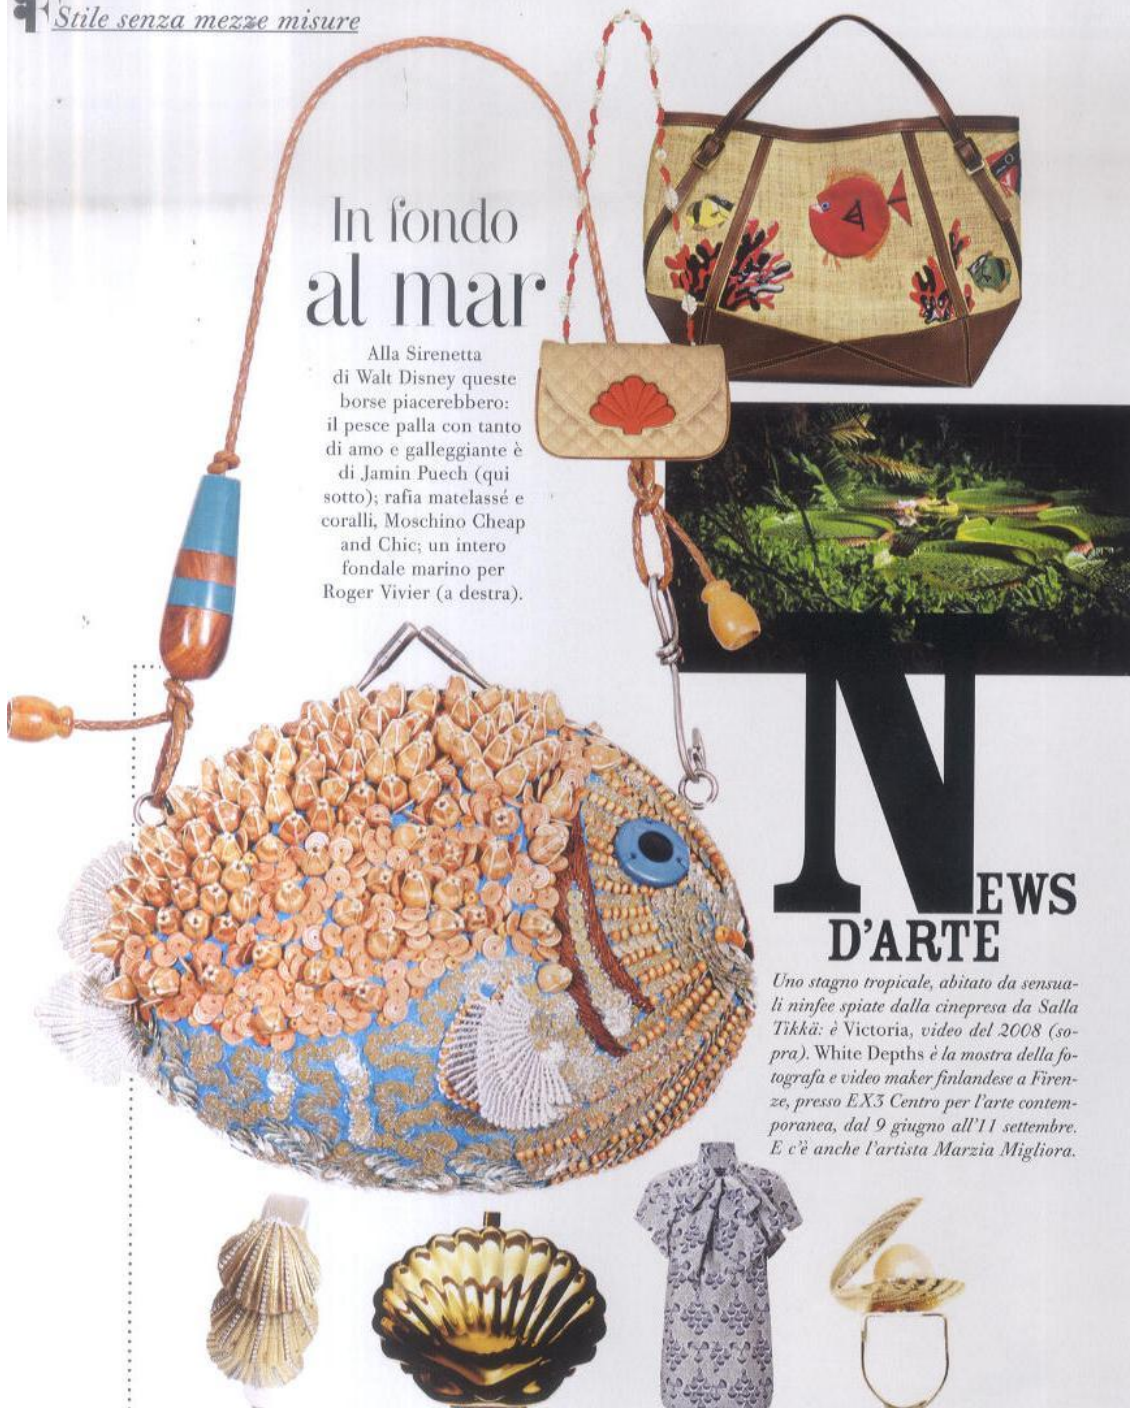 Stile senza mezze misure
In fondo
al mar
Alla Sirenetta
di Walt Disney queste
borse piacerebbero:
il pesce palla con tanto
di amo e galleggiante è
di Jamin Puech (qui
sotto); rafia matelassé e
coralli, Moschino Cheap
and Chic; un intero
fondale marino per
Roger Vivier (a destra).
NEWS
D'ARTE
Uno stagno tropicale, abitato da sensua-
li ninfee spiate dalla cinepresa da Salla
Tikkä: è Victoria, video del 2008 (so-
pra). White Depths è la mostra della fo-
tografa e video maker finlandese a Firen-
ze, presso EX3 Centro per l'arte contem-
poranea, dal 9 giugno all'11 settembre.
E c'è anche l'artista Marzia Migliora.